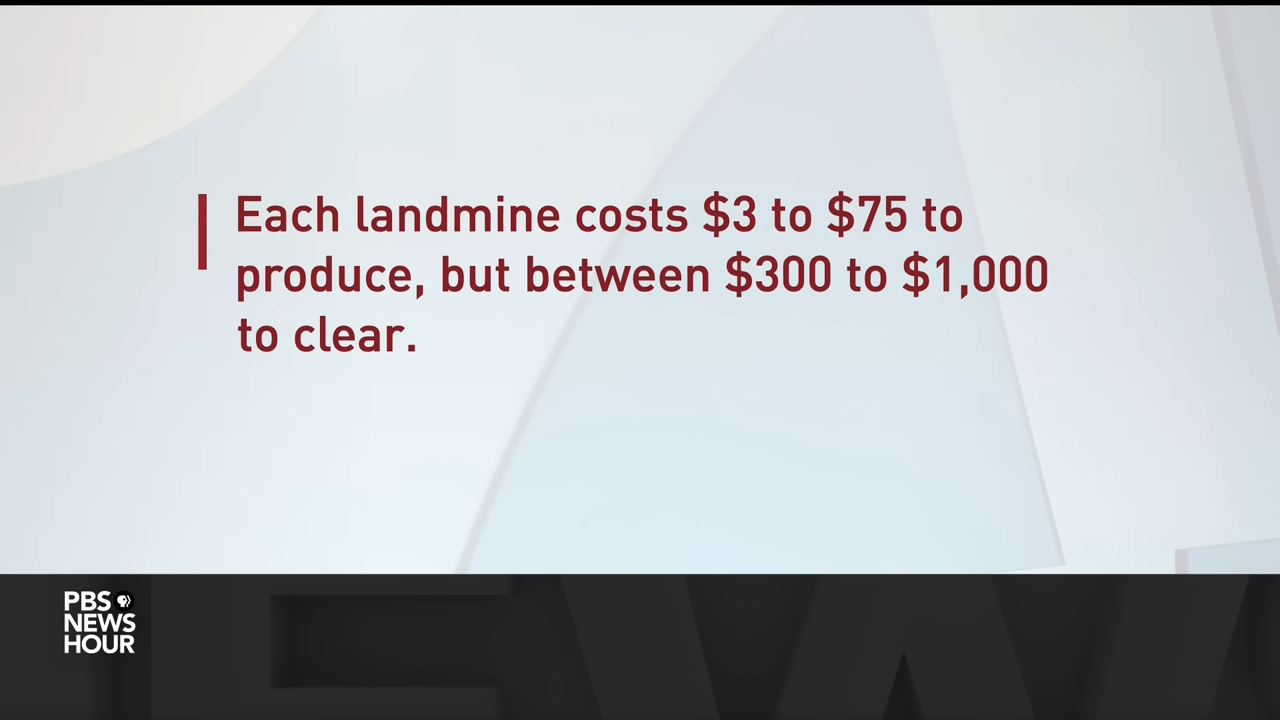 Each landmine costs $3 to $75 to
produce, but between $300 to $1,000
to clear.
PBS
NEWS
HOUR